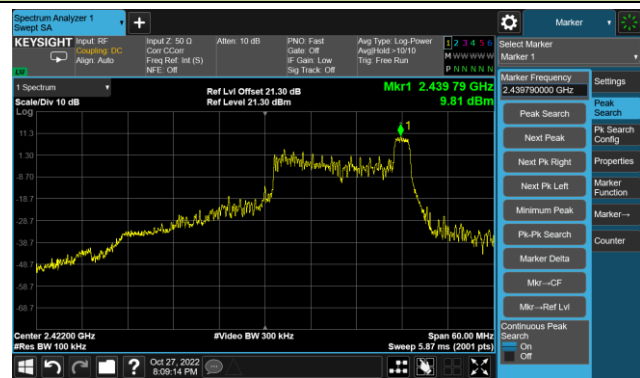 Spectrum Analyzer 1
Swept SA
+
Marker
KEYSIGHT
Input: RF
Coupling: DC
Align: Auto
Input Z: 50 Ω
Corr CCorr
Freq Ref: Int (S)
NFE: Off
Atten: 10 dB
PNO: Fast
Gate: Off
IF Gain: Low
Sig Track: Off
Avg Type: Log-Power
Avg|Hold:>10/10
Trig: Free Run
1 2 3 4 5 6
M W W W W W
P N N N N N
LXI
Select Marker
Marker 1
1 Spectrum
Scale/Div 10 dB
Log
Ref Lvl Offset 21.30 dB
Ref Level 21.30 dBm
Mkr1 2.439 79 GHz
9.81 dBm
1
11.3
1.30
-8.70
-18.7
-28.7
-38.7
-48.7
-58.7
-68.7
Center 2.42200 GHz
#Res BW 100 kHz
#Video BW 300 kHz
Span 60.00 MHz
Sweep 5.87 ms (2001 pts)
Marker Frequency
2.439790000 GHz
Peak Search
Next Peak
Next Pk Right
Next Pk Left
Minimum Peak
Pk-Pk Search
Marker Delta
Mkr→CF
Mkr→Ref Lvl
Continuous Peak
Search
On
Off
Settings
Peak
Search
Pk Search
Config
Properties
Marker
Function
Marker→
Counter
?
Oct 27, 2022
8:09:14 PM